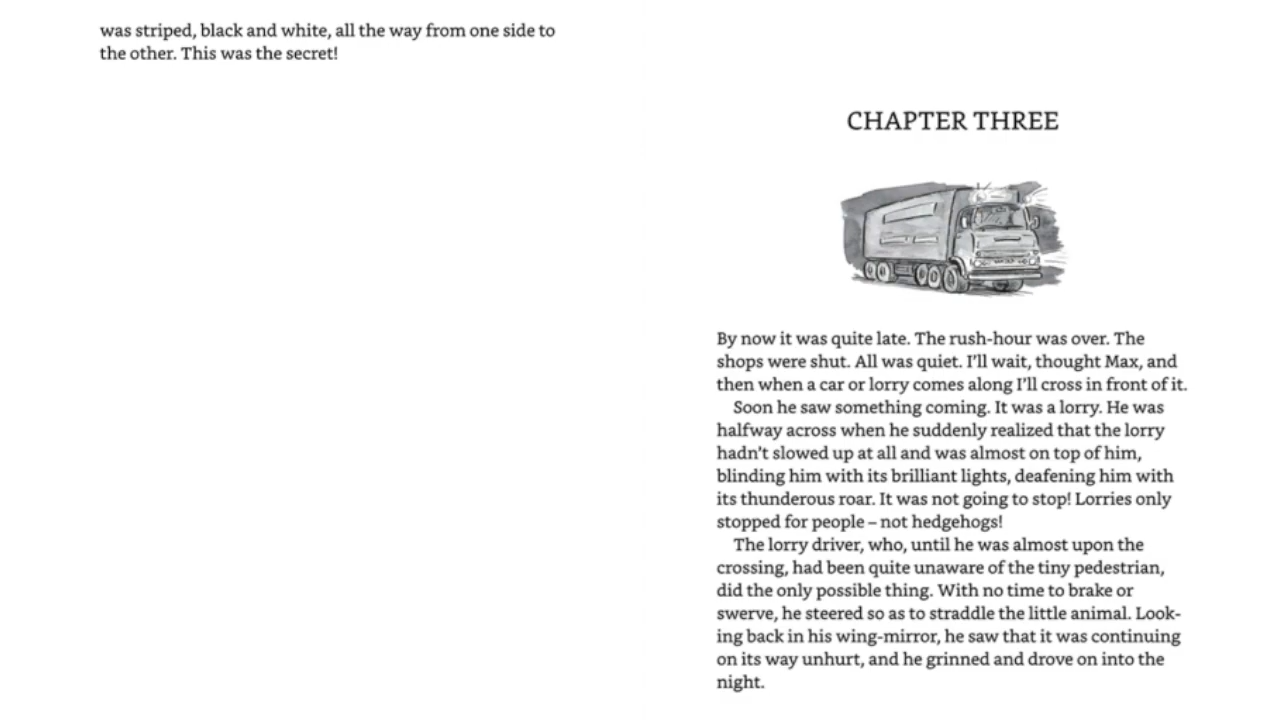 was striped, black and white, all the way from one side to
the other. This was the secret!
CHAPTER THREE
By now it was quite late. The rush-hour was over. The
shops were shut. All was quiet. I’ll wait, thought Max, and
then when a car or lorry comes along I’ll cross in front of it.
Soon he saw something coming. It was a lorry. He was
halfway across when he suddenly realized that the lorry
hadn’t slowed up at all and was almost on top of him,
blinding him with its brilliant lights, deafening him with
its thunderous roar. It was not going to stop! Lorries only
stopped for people – not hedgehogs!
The lorry driver, who, until he was almost upon the
crossing, had been quite unaware of the tiny pedestrian,
did the only possible thing. With no time to brake or
swerve, he steered so as to straddle the little animal. Look-
ing back in his wing-mirror, he saw that it was continuing
on its way unhurt, and he grinned and drove on into the
night.